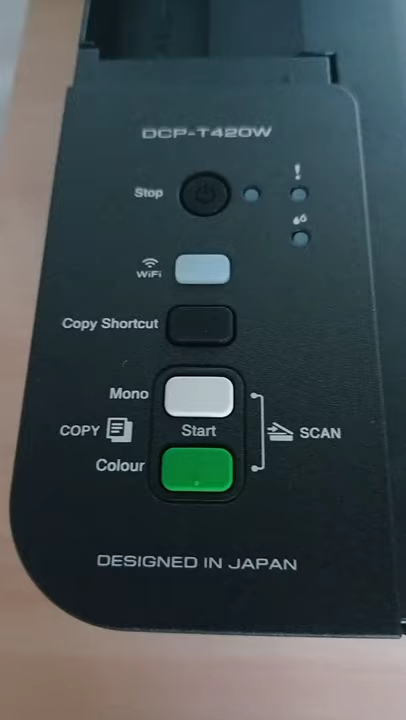 DCP-T420W
Stop
!
WiFi
Copy Shortcut
Mono
COPY
Start
SCAN
Colour
DESIGNED IN JAPAN